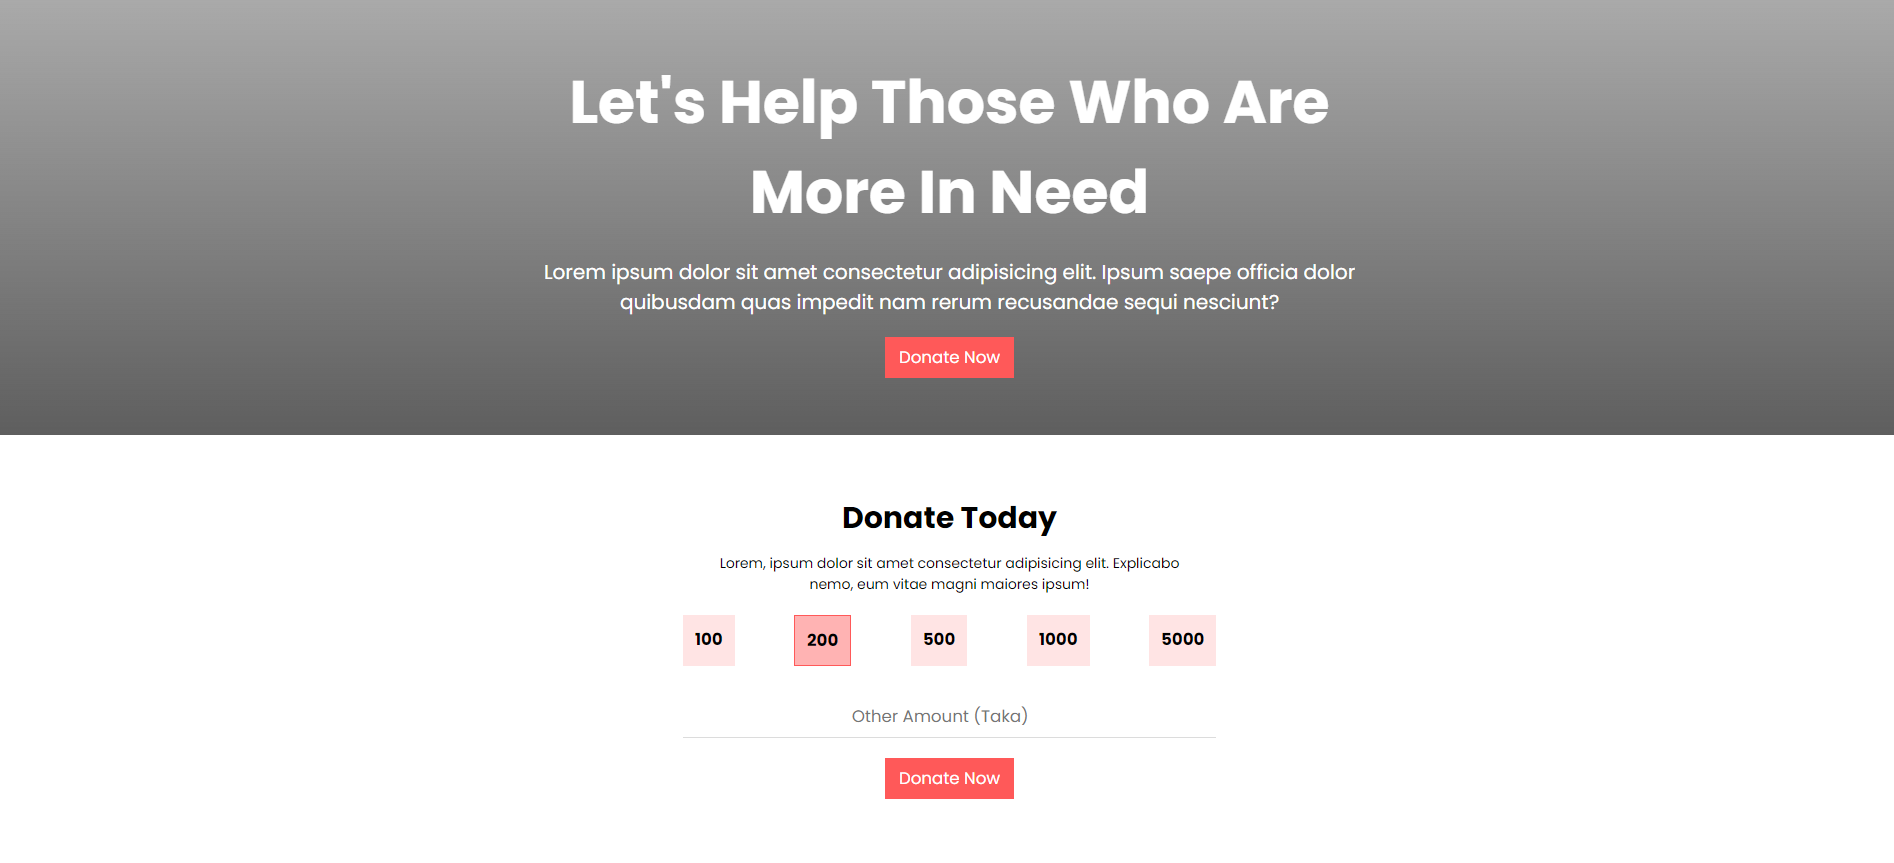 Let's Help Those Who Are
More In Need
Lorem ipsum dolor sit amet consectetur adipisicing elit. Ipsum saepe officia dolor
quibusdam quas impedit nam rerum recusandae sequi nesciunt?
Donate Now
Donate Today
Lorem, ipsum dolor sit amet consectetur adipisicing elit. Explicabo
nemo, eum vitae magni maiores ipsum!
100 200 500 1000 5000
Other Amount (Taka)
Donate Now